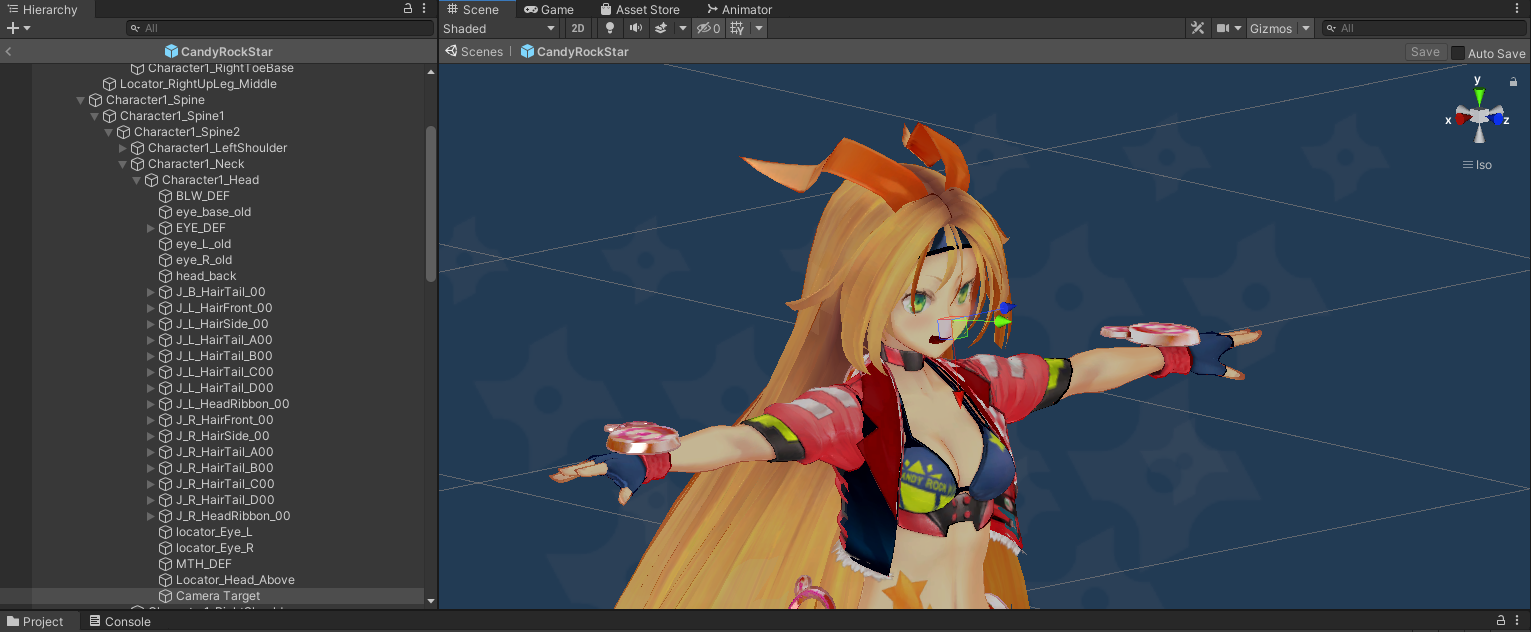 Hierarchy
All
CandyRockStar
Character1_RightToeBase
Locator_RightUpLeg_Middle
Character1_Spine
Character1_Spine1
Character1_Spine2
Character1_LeftShoulder
Character1_Neck
Character1_Head
BLW_DEF
eye_base_old
EYE_DEF
eye_L_old
eye_R_old
head_back
J_B_HairTail_00
J_L_HairFront_00
J_L_HairSide_00
J_L_HairTail_A00
J_L_HairTail_B00
J_L_HairTail_C00
J_L_HairTail_D00
J_L_HeadRibbon_00
J_R_HairFront_00
J_R_HairSide_00
J_R_HairTail_A00
J_R_HairTail_B00
J_R_HairTail_C00
J_R_HairTail_D00
J_R_HeadRibbon_00
locator_Eye_L
locator_Eye_R
MTH_DEF
Locator_Head_Above
Camera Target
Scene Game Asset Store Animator
Shaded 2D 0 Gizmos All
Scenes | CandyRockStar Save Auto Save
y
x z
Iso
Project Console